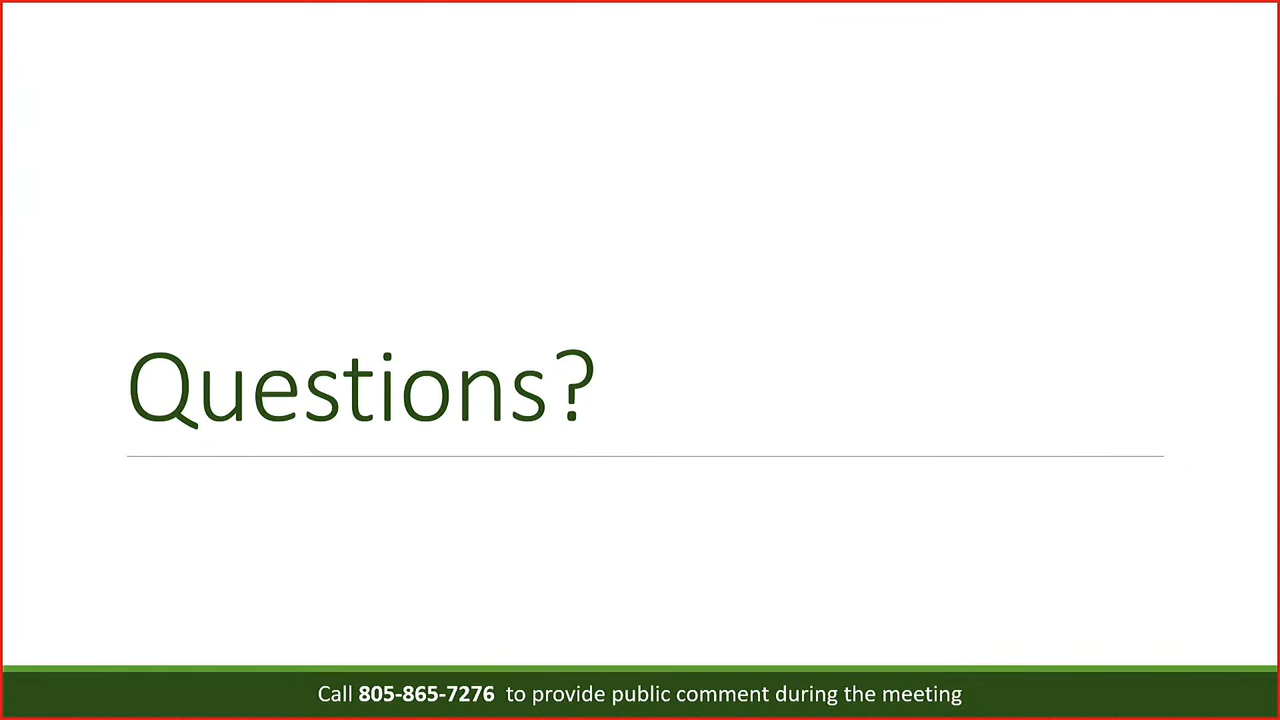 Questions?
Call 805-865-7276 to provide public comment during the meeting